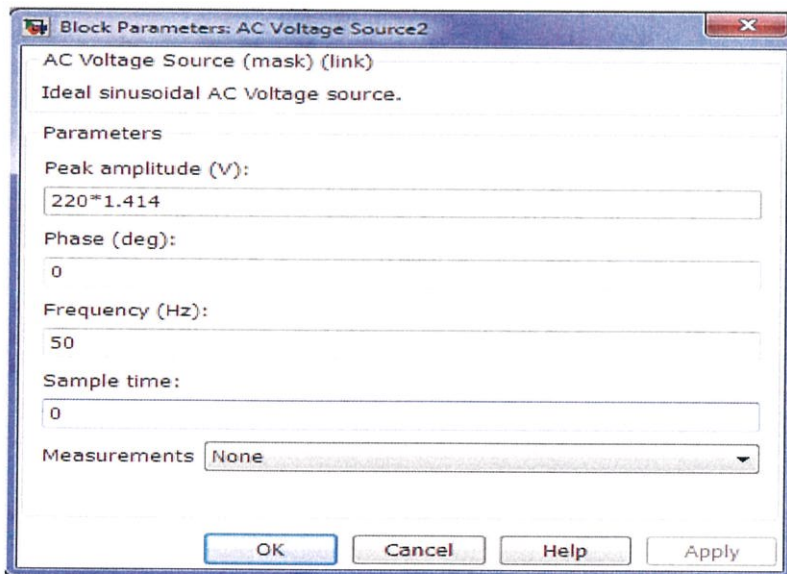 Block Parameters: AC Voltage Source2
AC Voltage Source (mask) (link)
Ideal sinusoidal AC Voltage source.
Parameters
Peak amplitude (V):
220*1.414
Phase (deg):
0
Frequency (Hz):
50
Sample time:
0
Measurements None
OK Cancel Help Apply